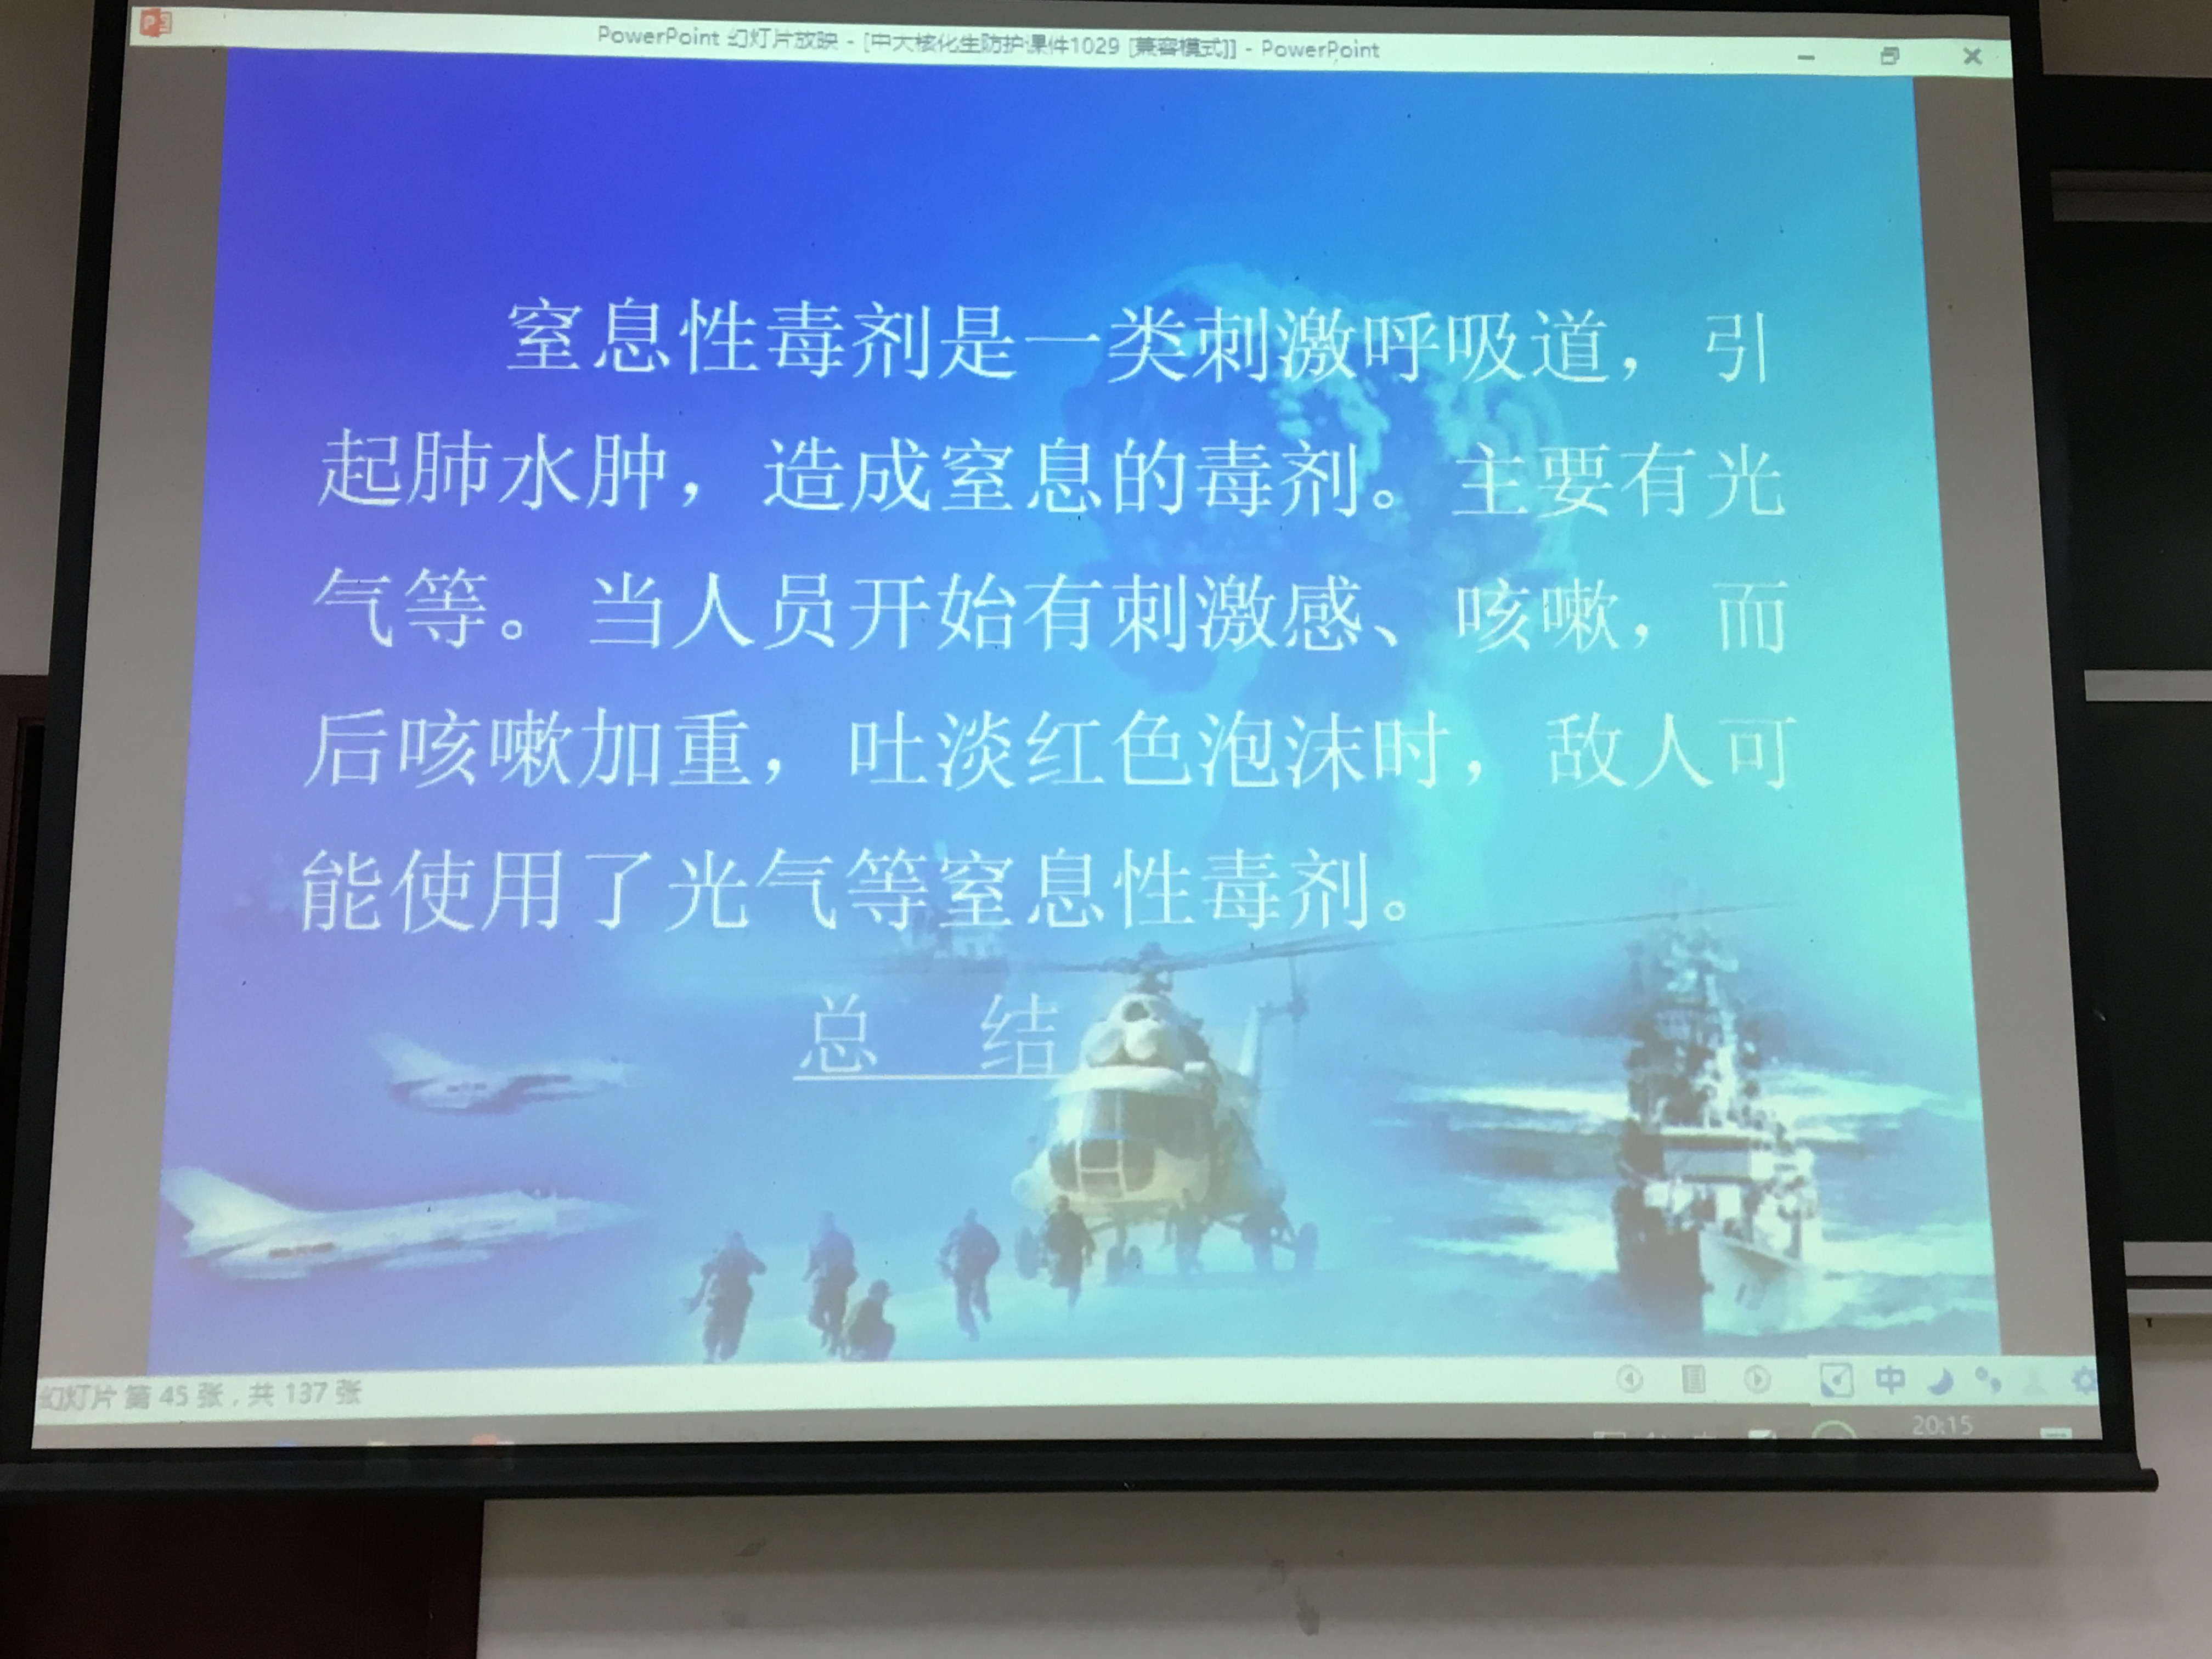 PowerPoint 幻灯片放映 - [中大核化生防护课件1029 [兼容模式]] - PowerPoint
窒息性毒剂是一类刺激呼吸道，引
起肺水肿，造成窒息的毒剂。主要有光
气等。当人员开始有刺激感、咳嗽，而
后咳嗽加重，吐淡红色泡沫时，敌人可
能使用了光气等窒息性毒剂。
总 结
幻灯片 第 45 张，共 137 张
中
20:15